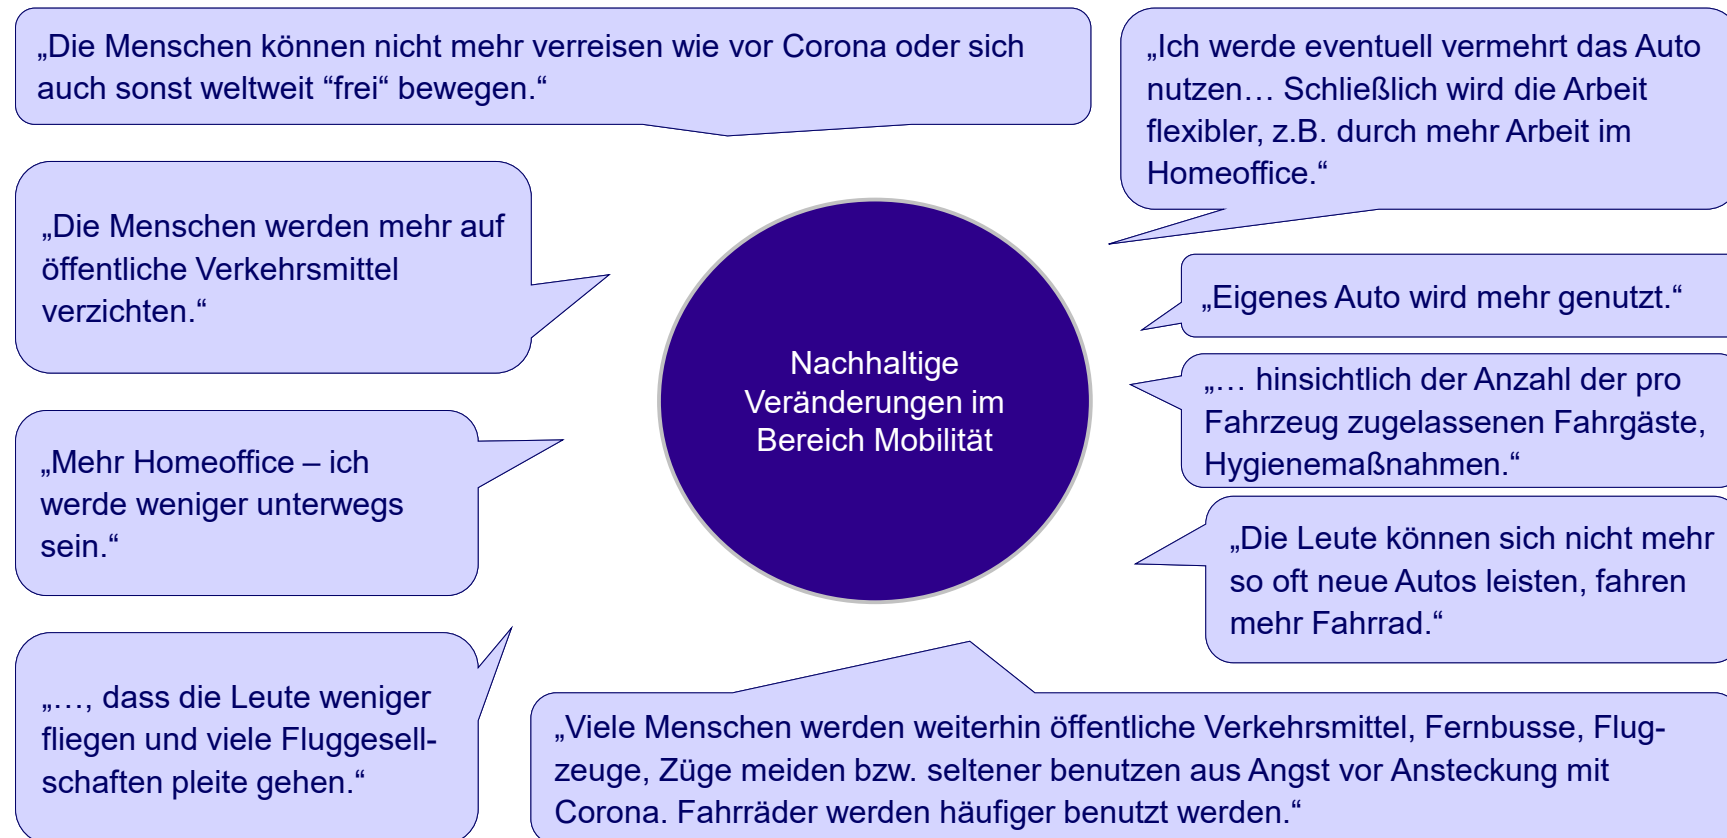 „Die Menschen können nicht mehr verreisen wie vor Corona oder sich
auch sonst weltweit “frei“ bewegen.“
„Ich werde eventuell vermehrt das Auto
nutzen… Schließlich wird die Arbeit
flexibler, z.B. durch mehr Arbeit im
Homeoffice.“
„Die Menschen werden mehr auf
öffentliche Verkehrsmittel
verzichten.“
„Eigenes Auto wird mehr genutzt.“
Nachhaltige
Veränderungen im
Bereich Mobilität
„… hinsichtlich der Anzahl der pro
Fahrzeug zugelassenen Fahrgäste,
Hygienemaßnahmen.“
„Mehr Homeoffice – ich
werde weniger unterwegs
sein.“
„Die Leute können sich nicht mehr
so oft neue Autos leisten, fahren
mehr Fahrrad.“
„…, dass die Leute weniger
fliegen und viele Fluggesell-
schaften pleite gehen.“
„Viele Menschen werden weiterhin öffentliche Verkehrsmittel, Fernbusse, Flug-
zeuge, Züge meiden bzw. seltener benutzen aus Angst vor Ansteckung mit
Corona. Fahrräder werden häufiger benutzt werden.“